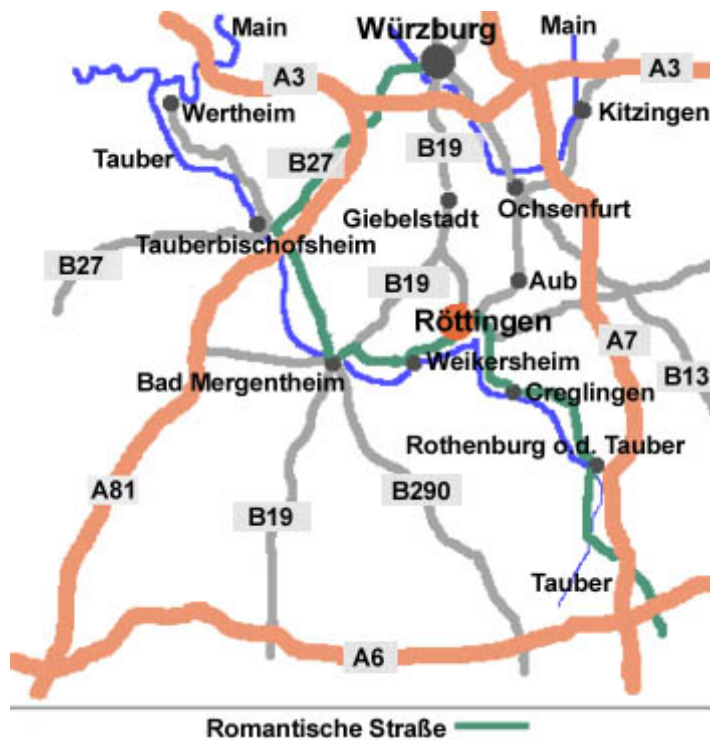 Main
Würzburg
Main
A3
A3
Wertheim
Kitzingen
Tauber
B27
B19
Giebelstadt
Ochsenfurt
Tauberbischofsheim
B27
B19
Aub
Röttingen
A7
Bad Mergentheim
Weikersheim
B13
Creglingen
Rothenburg o.d. Tauber
A81
B290
B19
Tauber
A6
Romantische Straße